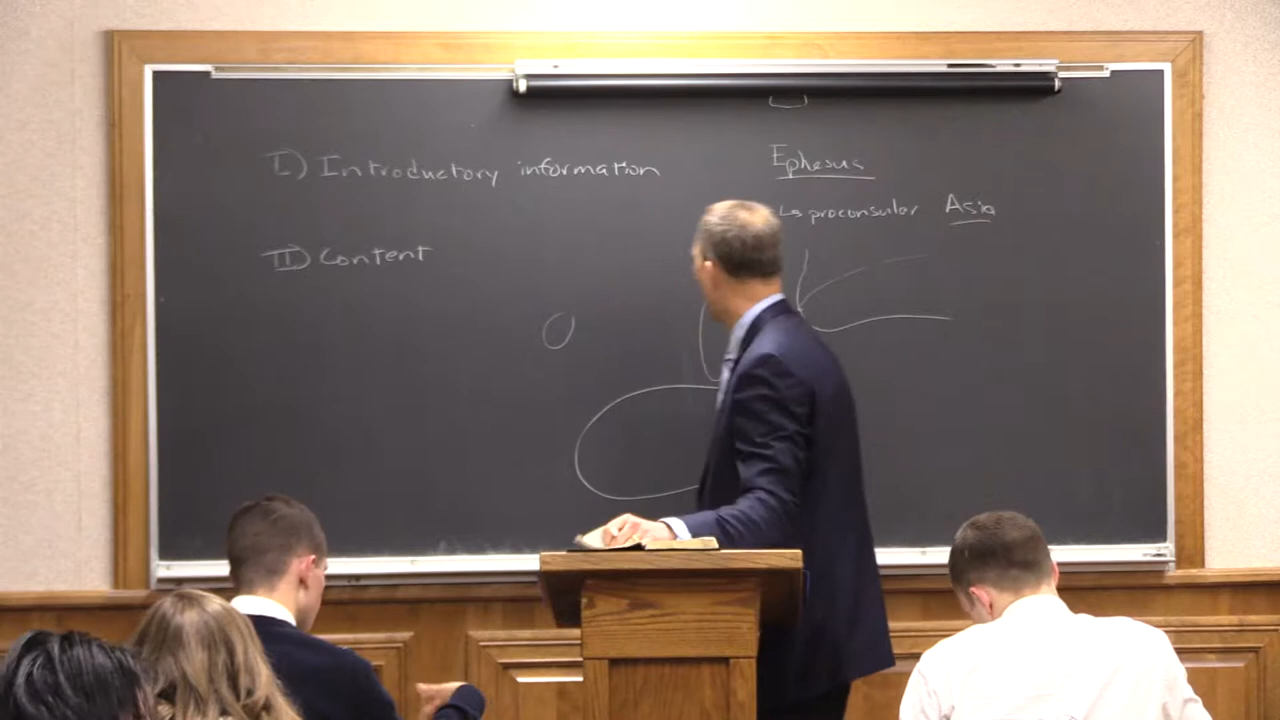 I) Introductory information
II) Content
Ephesus
↳ proconsular Asia